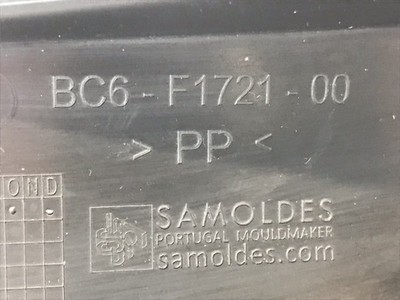 BC6-F1721-00
> PP <
OND
SAMOLDES
PORTUGAL MOULDMAKER
samoldes.com